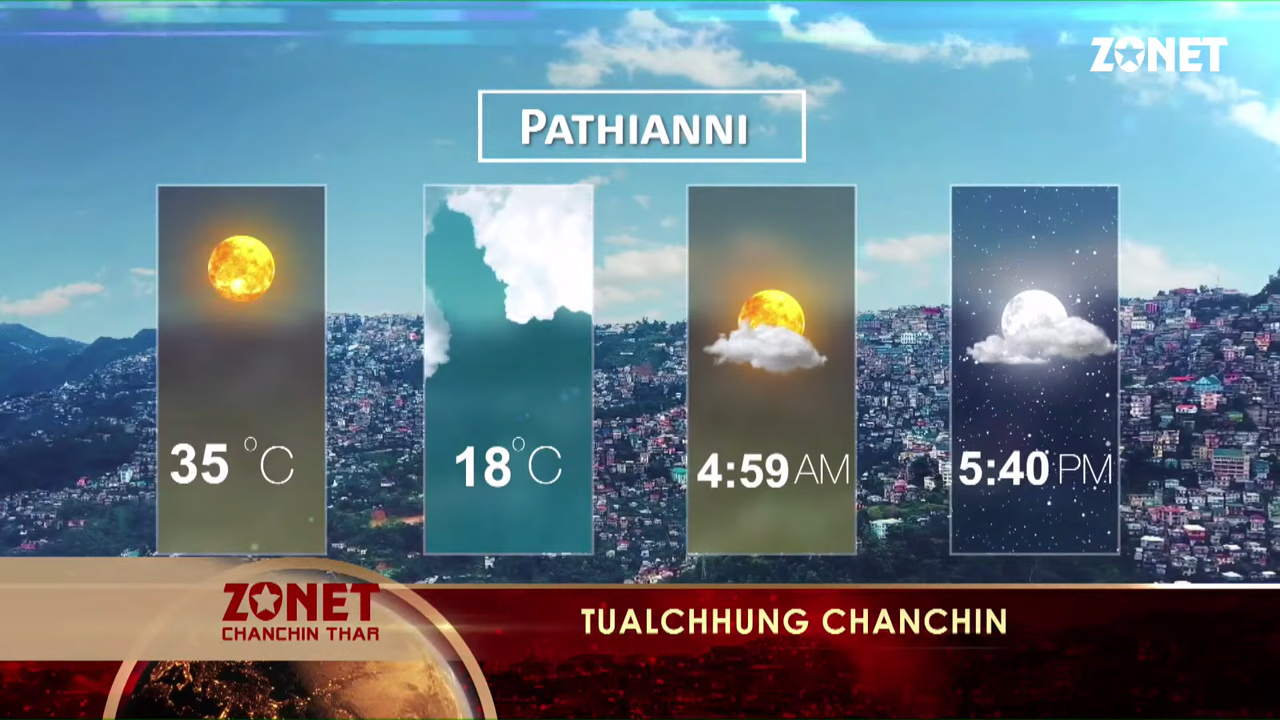 ZONET
PATHIANNI
35 °C
18 °C
4:59 AM
5:40 PM
ZONET
CHANCHIN THAR
TUALCHHUNG CHANCHIN